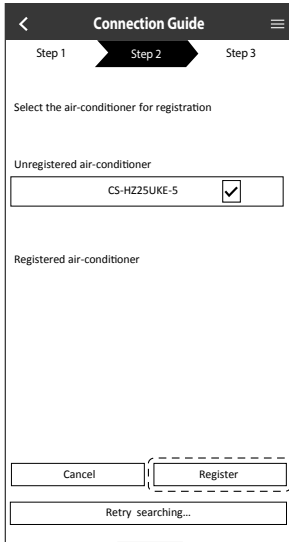 Connection Guide
Step 1 Step 2 Step 3
Select the air-conditioner for registration
Unregistered air-conditioner
CS-HZ25UKE-5
Registered air-conditioner
Cancel Register
Retry searching...